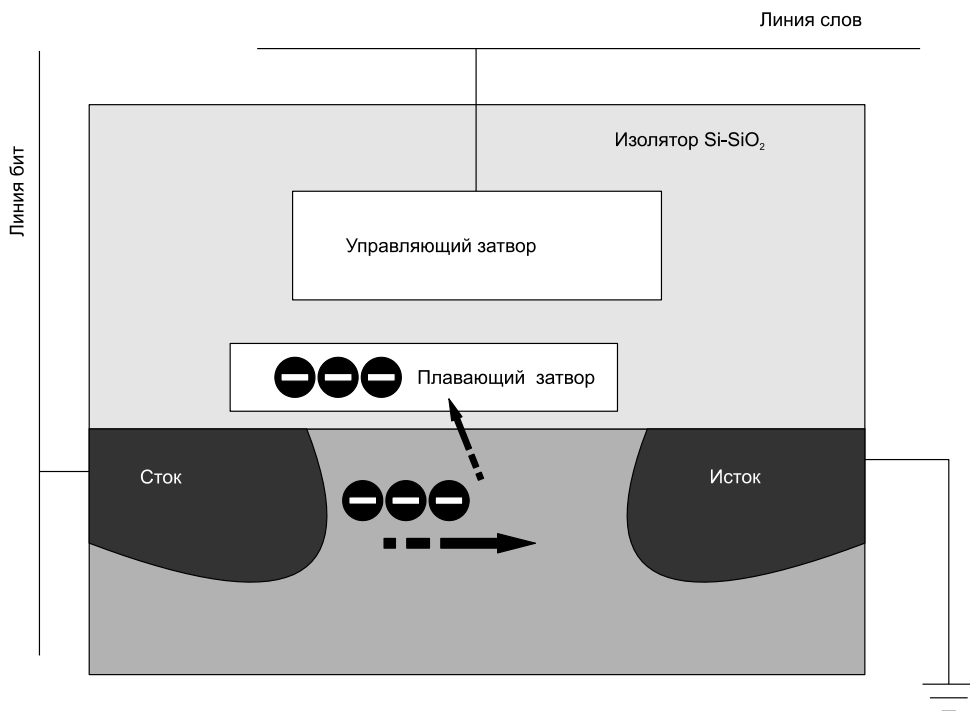 Линия слов
Линия бит
Изолятор Si-SiO₂
Управляющий затвор
Плавающий затвор
Сток
Исток